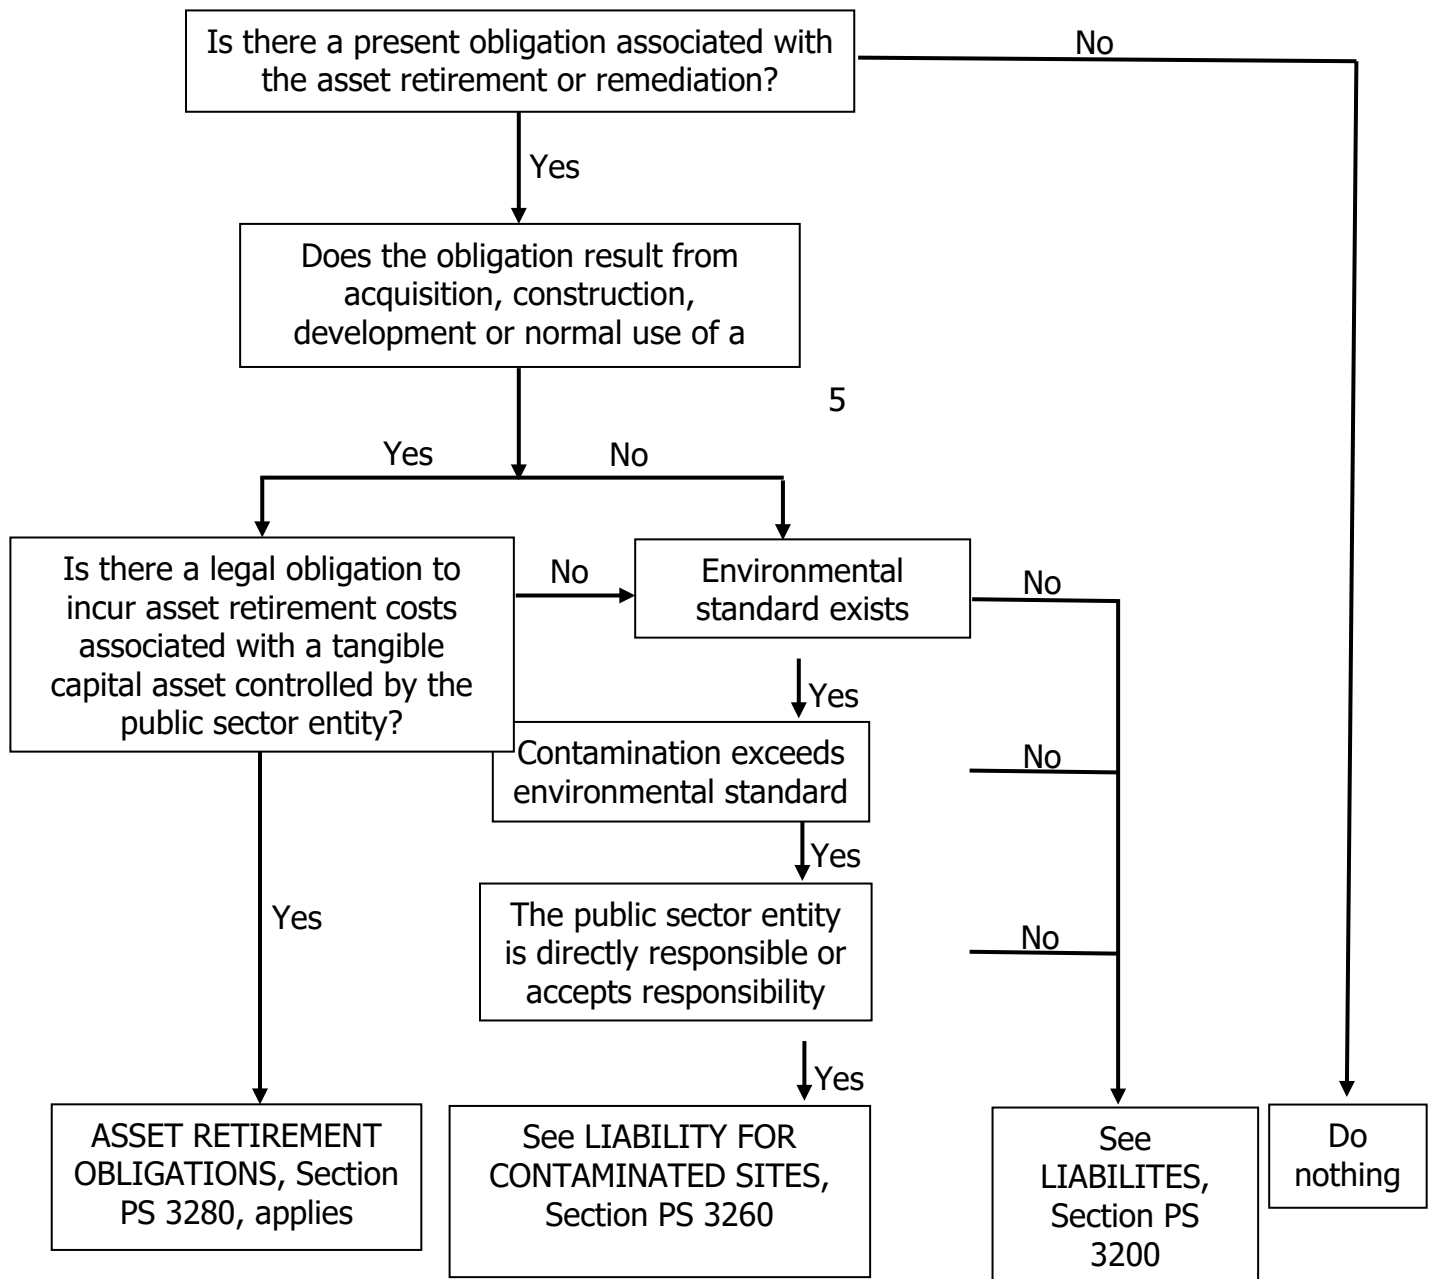 Is there a present obligation associated with
the asset retirement or remediation?
No
Yes
Does the obligation result from
acquisition, construction,
development or normal use of a
5
Yes
No
Is there a legal obligation to
incur asset retirement costs
associated with a tangible
capital asset controlled by the
public sector entity?
No
Environmental
standard exists
No
Yes
Contamination exceeds
environmental standard
No
Yes
The public sector entity
is directly responsible or
accepts responsibility
No
Yes
Yes
ASSET RETIREMENT
OBLIGATIONS, Section
PS 3280, applies
See LIABILITY FOR
CONTAMINATED SITES,
Section PS 3260
See
LIABILITES,
Section PS
3200
Do
nothing